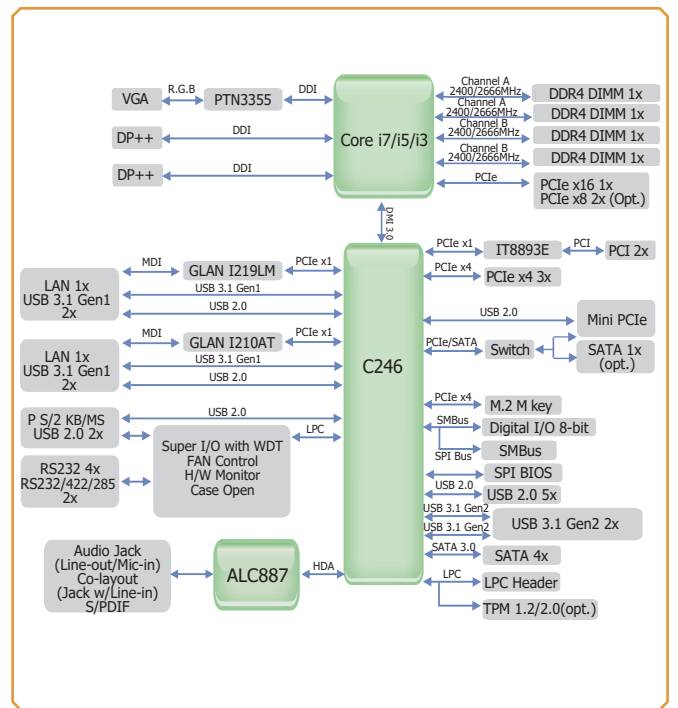 VGA
R.G.B
PTN3355
DDI
DP++
DDI
DP++
DDI
Core i7/i5/i3
Channel A
2400/2666MHz
DDR4 DIMM 1x
Channel A
2400/2666MHz
DDR4 DIMM 1x
Channel B
2400/2666MHz
DDR4 DIMM 1x
Channel B
2400/2666MHz
DDR4 DIMM 1x
PCIe
PCIe x16 1x
PCIe x8 2x (Opt.)
DMI 3.0
LAN 1x
USB 3.1 Gen1
2x
MDI
GLAN I219LM
PCIe x1
USB 3.1 Gen1
USB 2.0
LAN 1x
USB 3.1 Gen1
2x
MDI
GLAN I210AT
PCIe x1
USB 3.1 Gen1
USB 2.0
P S/2 KB/MS
USB 2.0 2x
USB 2.0
Super I/O with WDT
FAN Control
H/W Monitor
Case Open
LPC
RS232 4x
RS232/422/285
2x
Audio Jack
(Line-out/Mic-in)
Co-layout
(Jack w/Line-in)
S/PDIF
ALC887
HDA
C246
PCIe x1
IT8893E
PCI
PCI 2x
PCIe x4
PCIe x4 3x
USB 2.0
Mini PCIe
PCIe/SATA
Switch
SATA 1x
(opt.)
PCIe x4
M.2 M key
SMBus
Digital I/O 8-bit
SMBus
SPI Bus
SPI BIOS
USB 2.0
USB 2.0 5x
USB 3.1 Gen2
USB 3.1 Gen2
USB 3.1 Gen2 2x
SATA 3.0
SATA 4x
LPC
LPC Header
TPM 1.2/2.0(opt.)